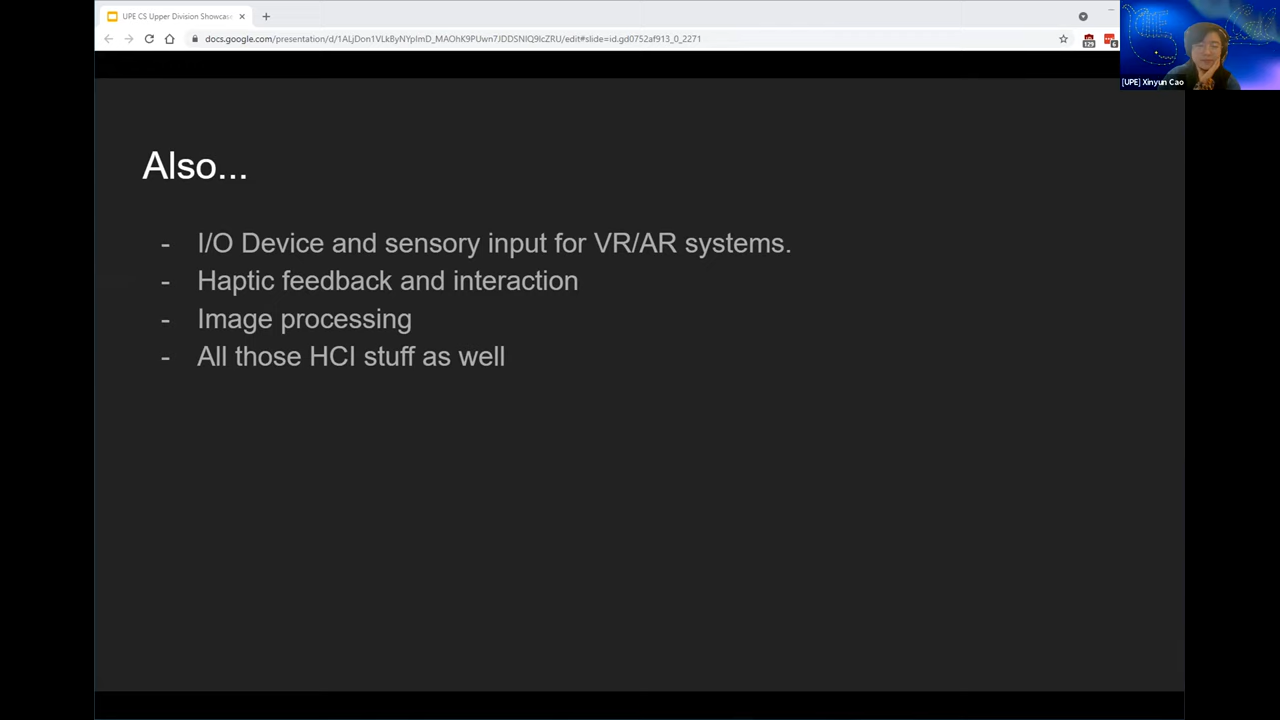 UPE CS Upper Division Showcase
docs.google.com/presentation/d/1ALjDon1VLkByNYpImD_MAOhK9PUwn7JDDSNIQ9lcZRU/edit#slide=id.gd0752af913_0_2271
129
6
[UPE] Xinyun Cao
Also...
- I/O Device and sensory input for VR/AR systems.
- Haptic feedback and interaction
- Image processing
- All those HCI stuff as well